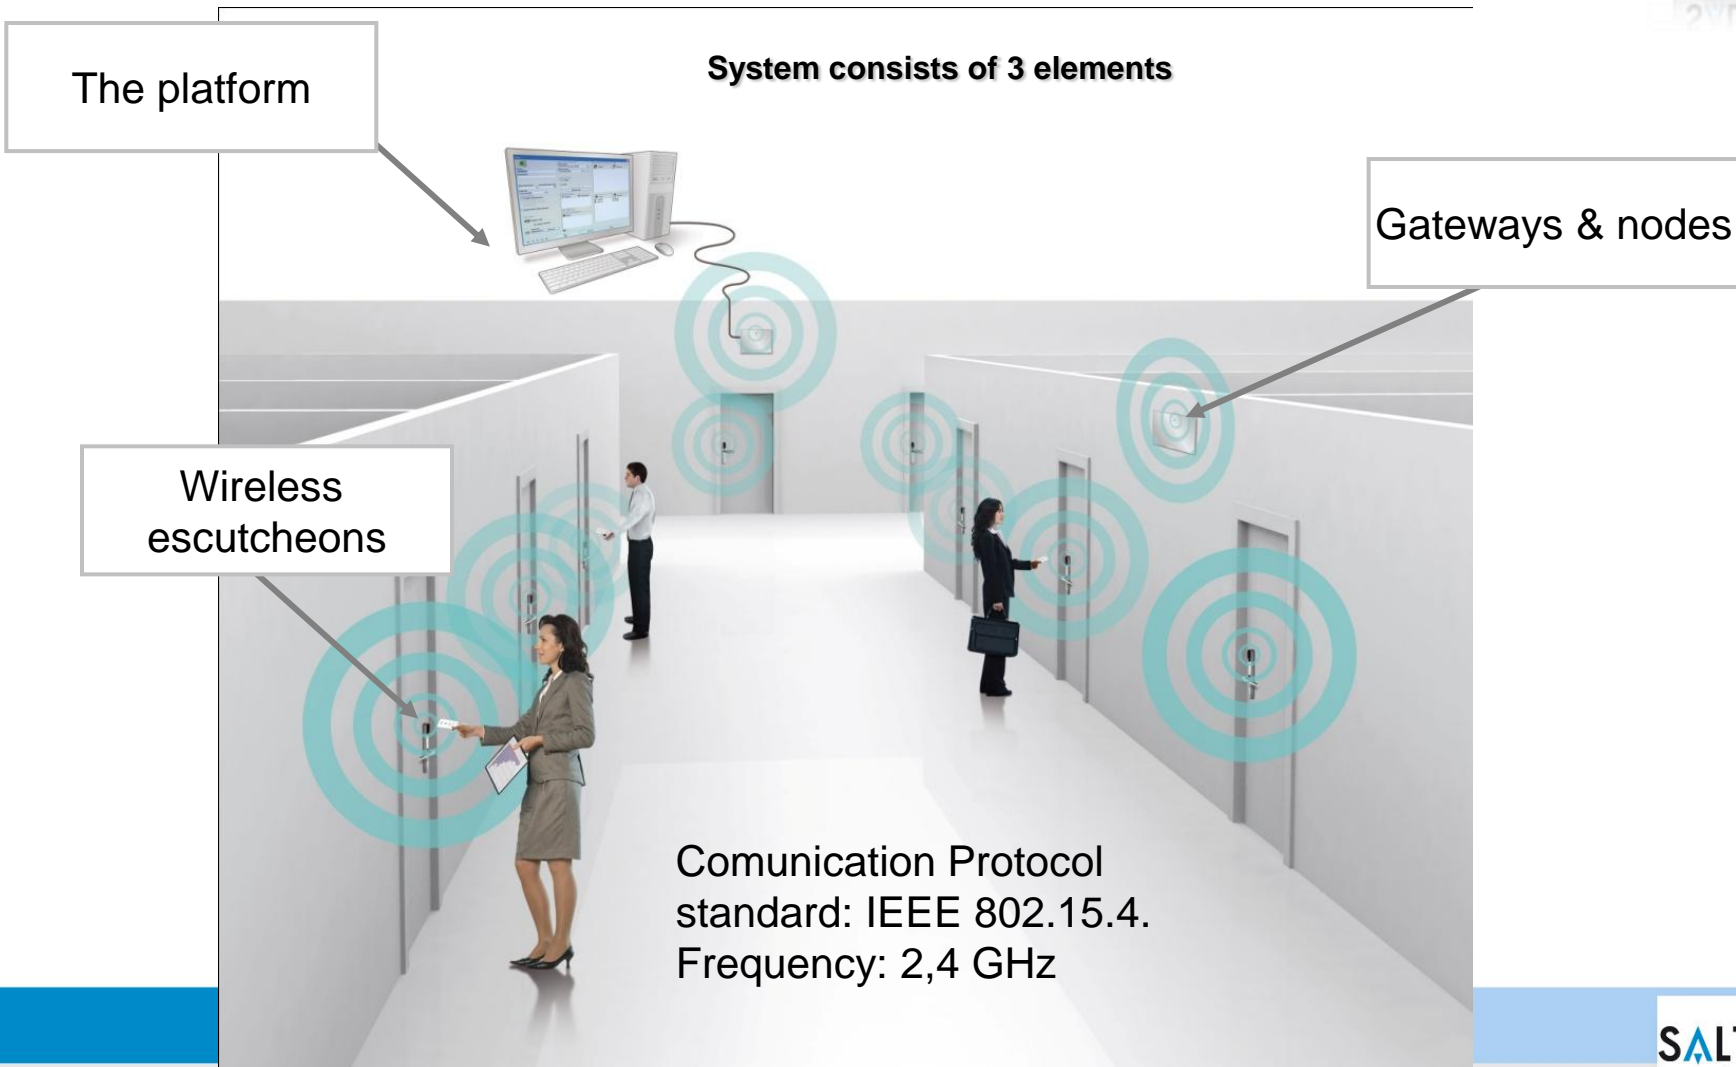 System consists of 3 elements
The platform
Gateways & nodes
Wireless
escutcheons
Comunication Protocol
standard: IEEE 802.15.4.
Frequency: 2,4 GHz